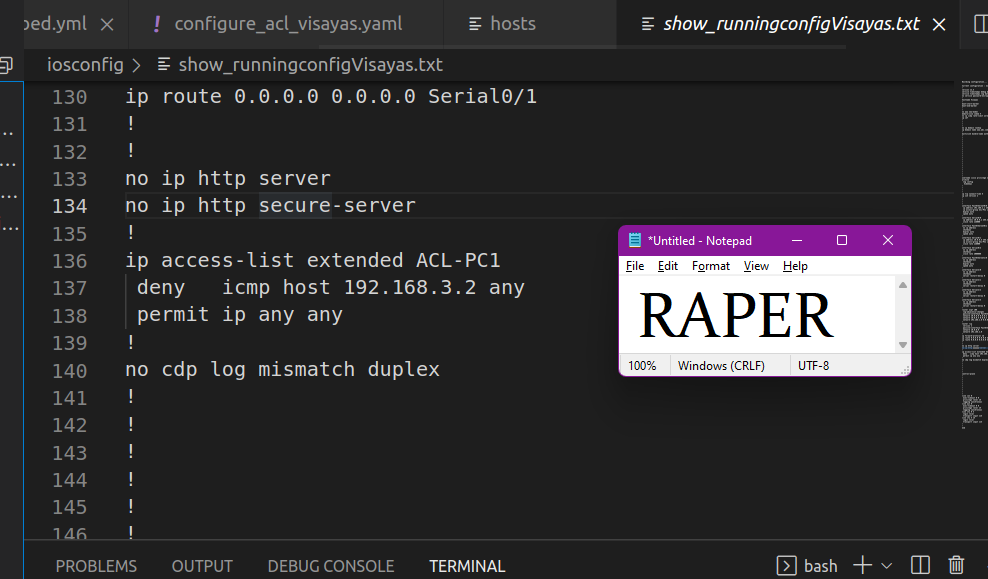 ped.yml
! configure_acl_visayas.yaml
hosts
show_runningconfigVisayas.txt
iosconfig > show_runningconfigVisayas.txt
130 ip route 0.0.0.0 0.0.0.0 Serial0/1
131 !
132 !
133 no ip http server
134 no ip http secure-server
135 !
136 ip access-list extended ACL-PC1
137 deny   icmp host 192.168.3.2 any
138 permit ip any any
139 !
140 no cdp log mismatch duplex
141 !
142 !
143 !
144 !
145 !
146 !
*Untitled - Notepad
File Edit Format View Help
RAPER
100% Windows (CRLF) UTF-8
PROBLEMS OUTPUT DEBUG CONSOLE TERMINAL bash